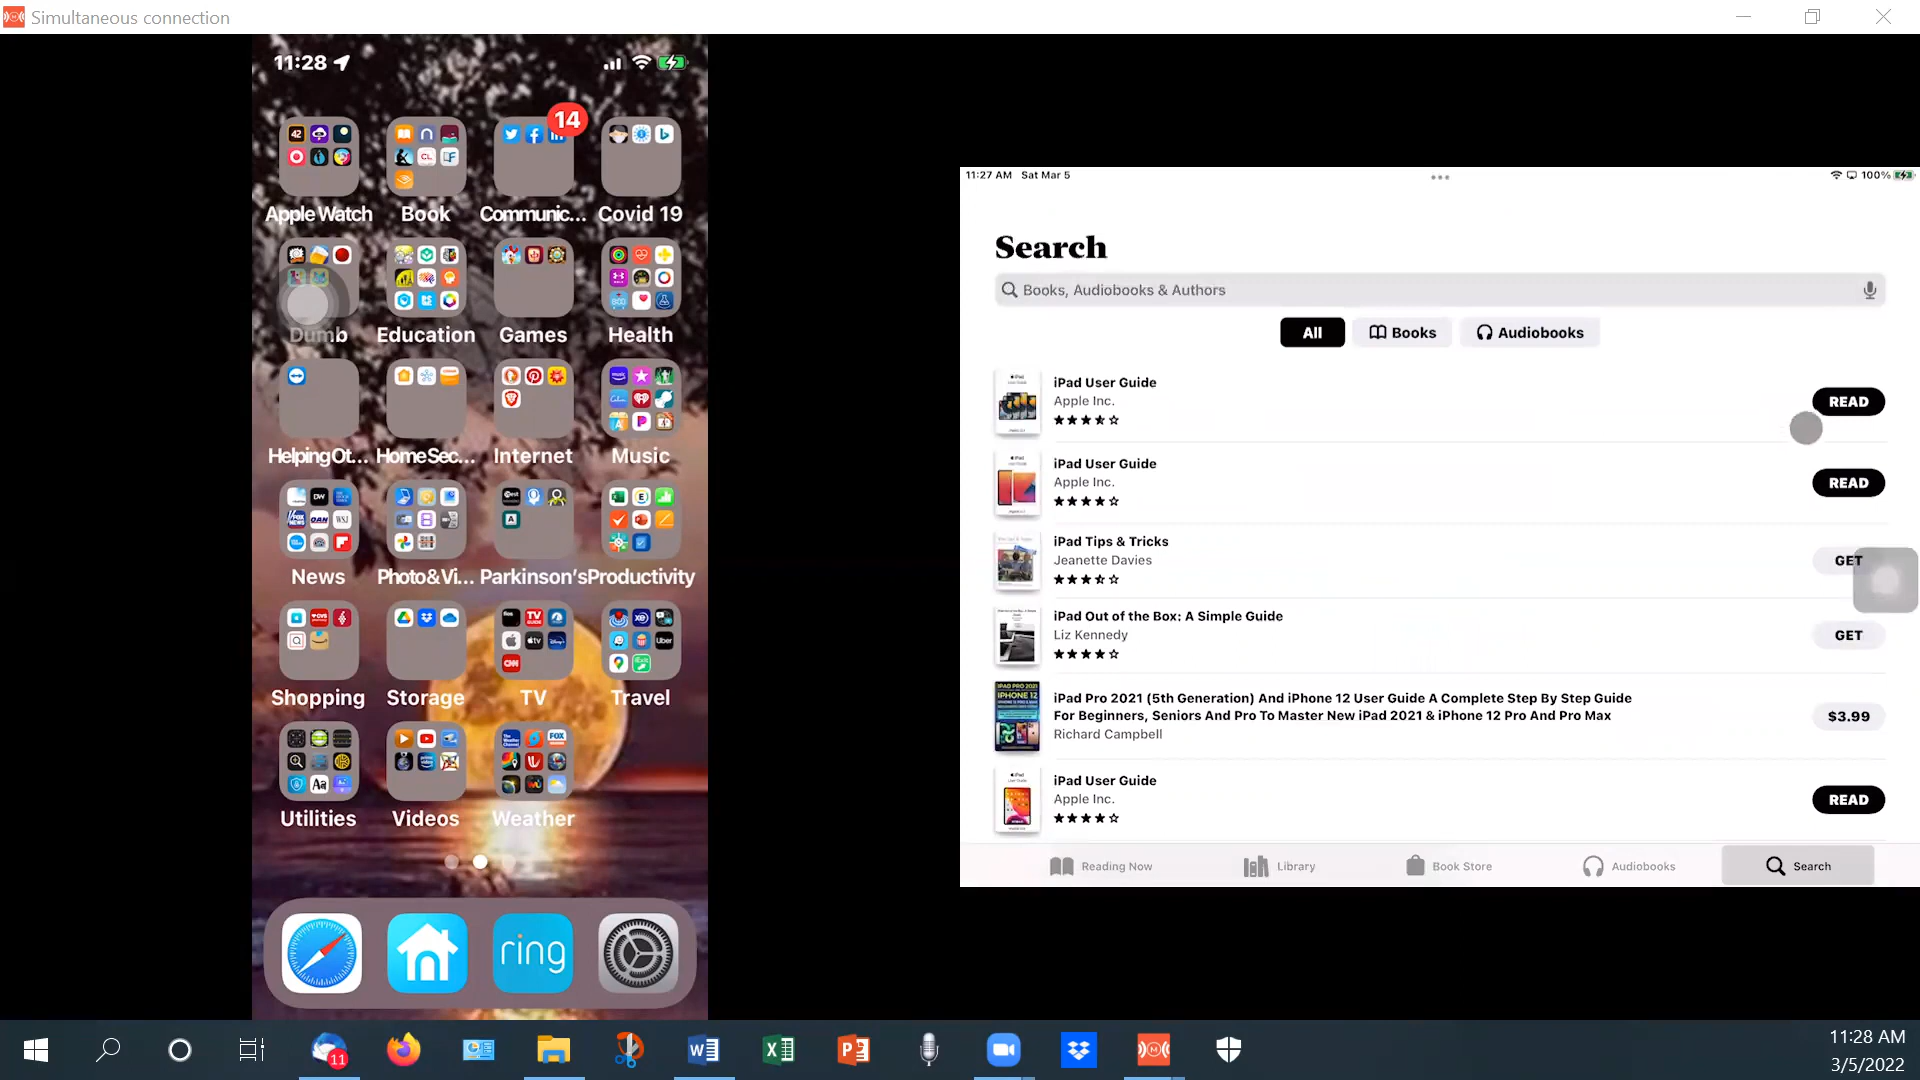 Simultaneous connection
11:28
14
Apple Watch
Book
Communic...
Covid 19
Dumb
Education
Games
Health
Helping Ot...
Home Sec...
Internet
Music
News
Photo & Vi...
Parkinson's
Productivity
Shopping
Storage
TV
Travel
Utilities
Videos
Weather
ring
11:27 AM Sat Mar 5
100%
Search
Books, Audiobooks & Authors
All
Books
Audiobooks
iPad User Guide
Apple Inc.
READ
iPad User Guide
Apple Inc.
READ
iPad Tips & Tricks
Jeanette Davies
GET
iPad Out of the Box: A Simple Guide
Liz Kennedy
GET
iPad Pro 2021 (5th Generation) And iPhone 12 User Guide A Complete Step By Step Guide
For Beginners, Seniors And Pro To Master New iPad 2021 & iPhone 12 Pro And Pro Max
Richard Campbell
$3.99
iPad User Guide
Apple Inc.
READ
Reading Now
Library
Book Store
Audiobooks
Search
11
11:28 AM
3/5/2022